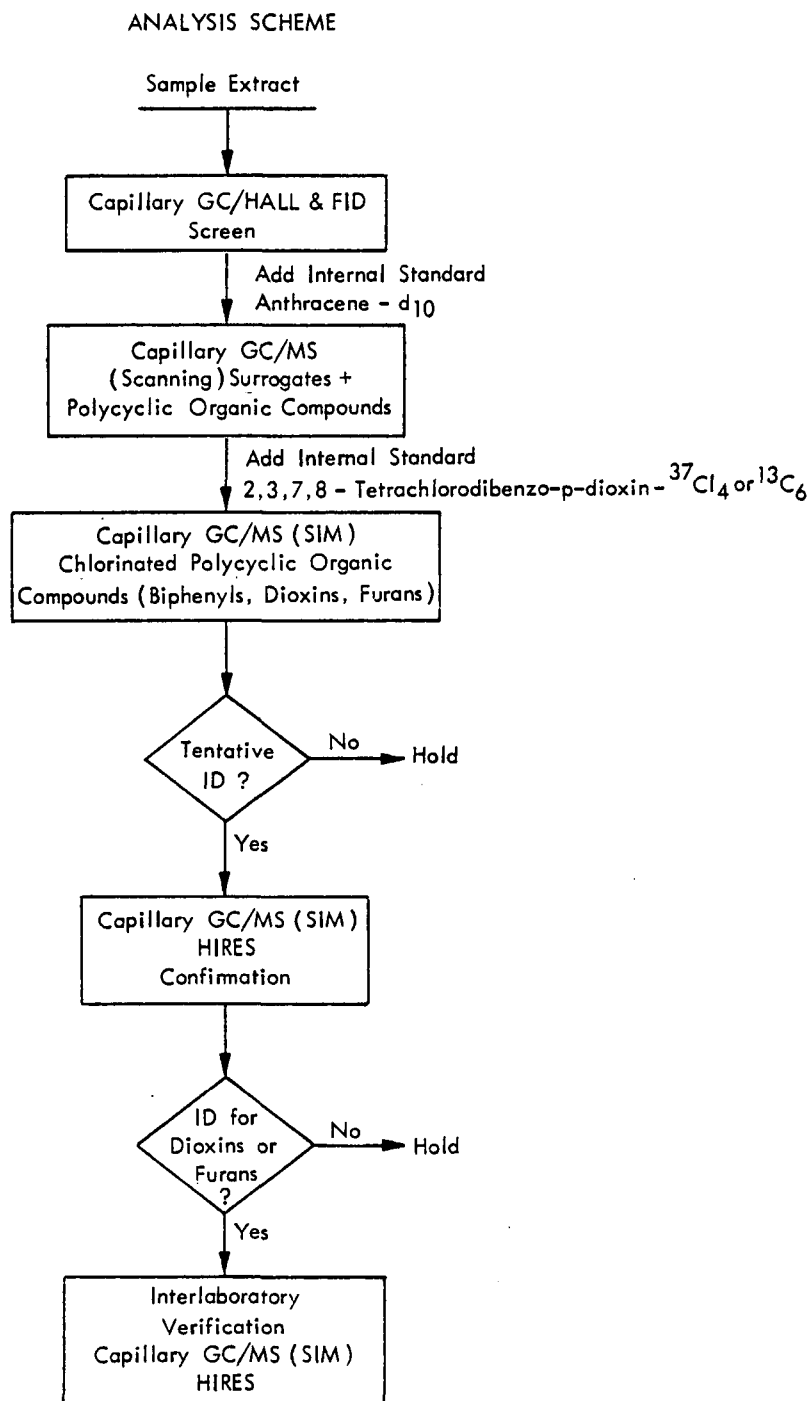 ANALYSIS SCHEME
Sample Extract
Capillary GC/HALL & FID
Screen
Add Internal Standard
Anthracene - d10
Capillary GC/MS
(Scanning) Surrogates +
Polycyclic Organic Compounds
Add Internal Standard
2,3,7,8 - Tetrachlorodibenzo-p-dioxin - ³⁷Cl₄ or ¹³C₆
Capillary GC/MS (SIM)
Chlorinated Polycyclic Organic
Compounds (Biphenyls, Dioxins, Furans)
Tentative
ID ?
No
Hold
Yes
Capillary GC/MS (SIM)
HIRES
Confirmation
ID for
Dioxins or
Furans
?
No
Hold
Yes
Interlaboratory
Verification
Capillary GC/MS (SIM)
HIRES